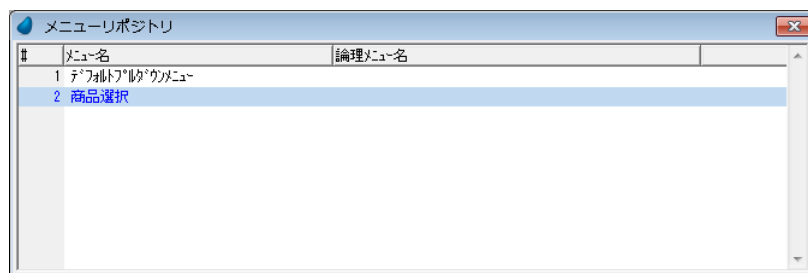 メニューリポジトリ
# ﾒﾆｭｰ名 論理ﾒﾆｭｰ名
1 ﾃﾞﾌｫﾙﾄﾌﾟﾙﾀﾞｳﾝﾒﾆｭｰ
2 商品選択